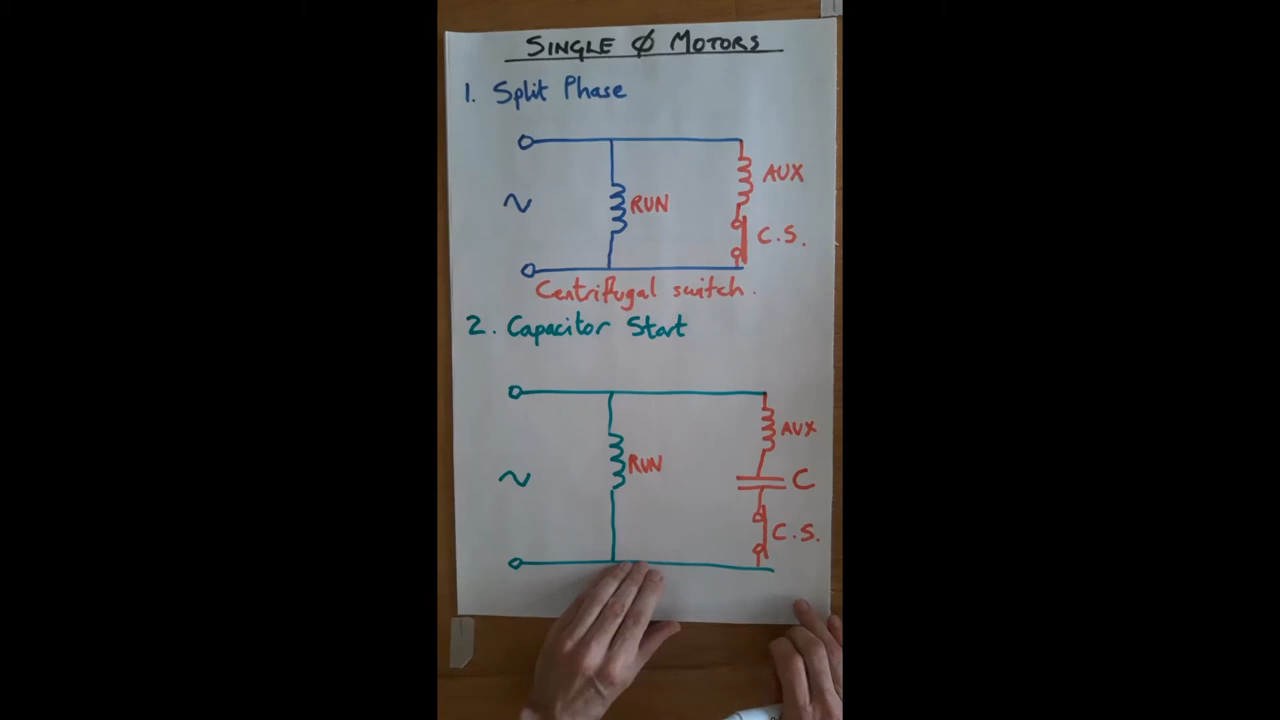 SINGLE Ø MOTORS
1. Split Phase
AUX
RUN
C.S.
Centrifugal switch.
2. Capacitor Start
AUX
RUN
C
C.S.